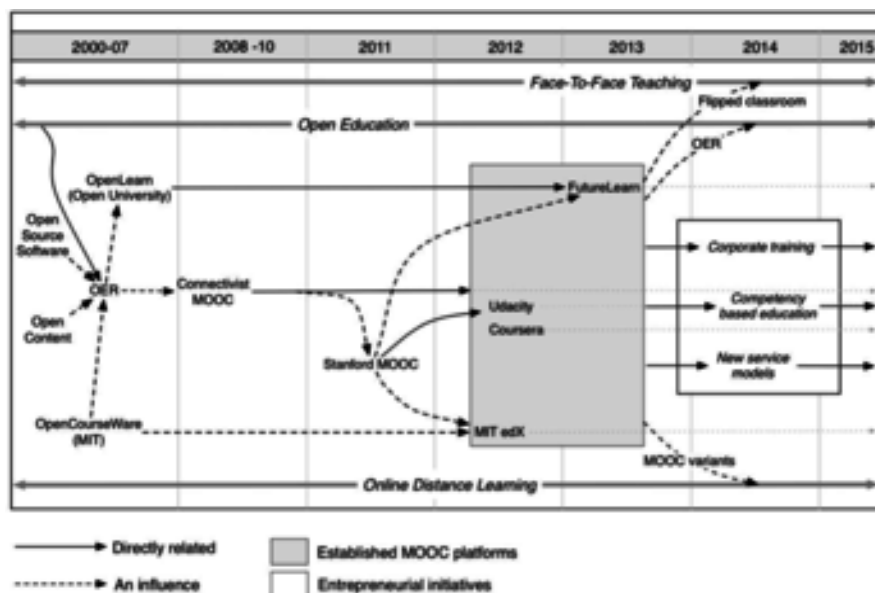 2000-07 2008 -10 2011 2012 2013 2014 2015
Face-To-Face Teaching
Flipped classroom
Open Education
OER
OpenLearn
(Open University)
FutureLearn
Open
Source
Software
Corporate training
OER
Connectivist
MOOC
Udacity
Competency
based education
Open
Content
Coursera
Stanford MOOC
New service
models
OpenCourseWare
(MIT)
MIT edX
MOOC variants
Online Distance Learning
Directly related
Established MOOC platforms
An influence
Entrepreneurial initiatives